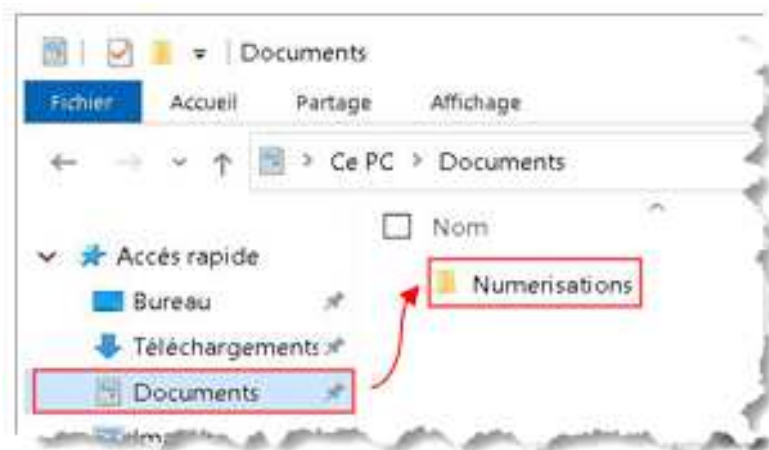 Documents
Fichier Accueil Partage Affichage
Ce PC > Documents
Nom
Accès rapide
Numerisations
Bureau
Téléchargements
Documents